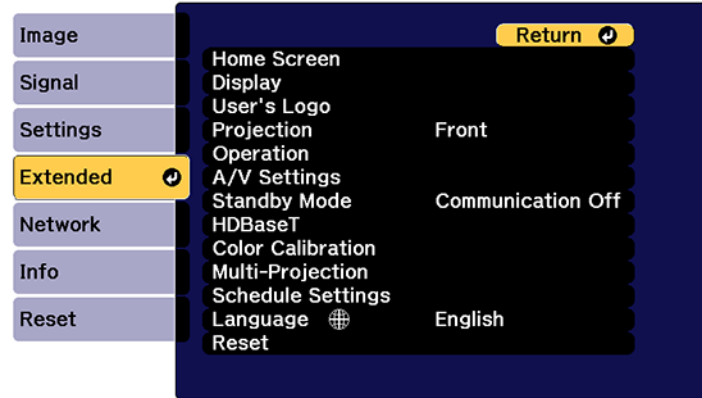 Image
Signal
Settings
Extended
Network
Info
Reset
Return
Home Screen
Display
User's Logo
Projection Front
Operation
A/V Settings
Standby Mode Communication Off
HDBaseT
Color Calibration
Multi-Projection
Schedule Settings
Language English
Reset